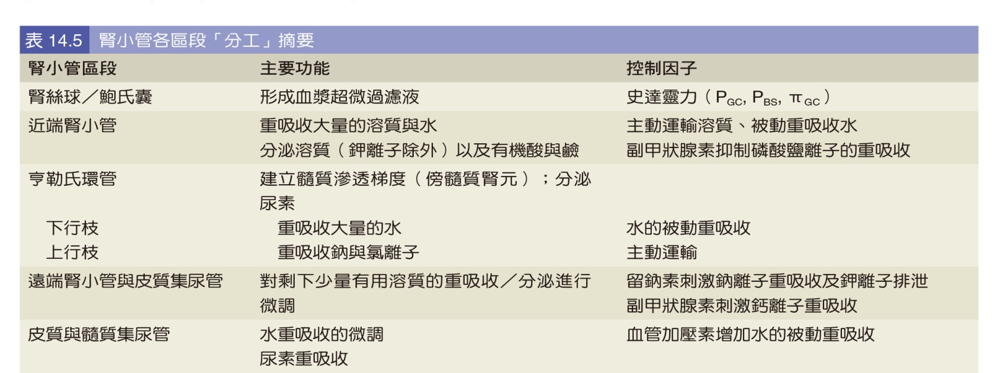 表 14.5 腎小管各區段「分工」摘要
腎小管區段 主要功能 控制因子
腎絲球／鮑氏囊 形成血漿超微過濾液 史達靈力（PGC, PBS, πGC）
近端腎小管 重吸收大量的溶質與水 主動運輸溶質、被動重吸收水
分泌溶質（鉀離子除外）以及有機酸與鹼 副甲狀腺素抑制磷酸鹽離子的重吸收
亨勒氏環管 建立髓質滲透梯度（傍髓質腎元）；分泌
尿素
下行枝 重吸收大量的水 水的被動重吸收
上行枝 重吸收鈉與氯離子 主動運輸
遠端腎小管與皮質集尿管 對剩下少量有用溶質的重吸收／分泌進行 留鈉素刺激鈉離子重吸收及鉀離子排泄
微調 副甲狀腺素刺激鈣離子重吸收
皮質與髓質集尿管 水重吸收的微調 血管加壓素增加水的被動重吸收
尿素重吸收